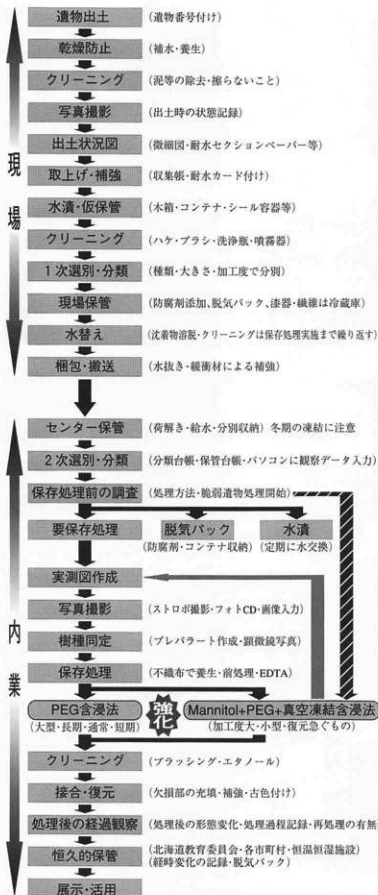 遺物出土 (遺物番号付け)
乾燥防止 (補水・養生)
クリーニング (泥等の除去・擦らないこと)
写真撮影 (出土時の状態記録)
出土状況図 (微細図・耐水セクションペーパー等)
取上げ・補強 (収集帳・耐水カード付け)
水漬・仮保管 (木箱・コンテナ・シール容器等)
クリーニング (ハケ・ブラシ・洗浄瓶・噴霧器)
1次選別・分類 (種類・大きさ・加工度で分別)
現場保管 (防腐剤添加、脱気パック、漆器・繊維は冷蔵庫)
水替え (沈着物溶脱・クリーニングは保存処理実施まで繰り返す)
梱包・搬送 (水抜き・緩衝材による補強)
現場
センター保管 (荷解き・給水・分別収納) 冬期の凍結に注意
2次選別・分類 (分類台帳・保管台帳・パソコンに観察データ入力)
保存処理前の調査 (処理方法・脆弱遺物処理開始)
要保存処理 脱気パック 水漬
(防腐剤・コンテナ収納) (定期に水交換)
実測図作成
写真撮影 (ストロボ撮影・フォトCD・画像入力)
樹種同定 (プレパラート作成・顕微鏡写真)
保存処理 (不織布で養生・前処理・EDTA)
PEG含浸法 強化 Mannitol+PEG+真空凍結含浸法
(大型・長期・通常・短期) (加工度大・小型・復元急ぐもの)
クリーニング (ブラッシング・エタノール)
接合・復元 (欠損部の充填・補強・古色付け)
処理後の経過観察 (処理後の形態変化・処理過程記録・再処理の有無)
恒久的保管 (北海道教育委員会・各市町村・恒温恒湿施設)
(経時変化の記録・脱気パック)
展示・活用
内業